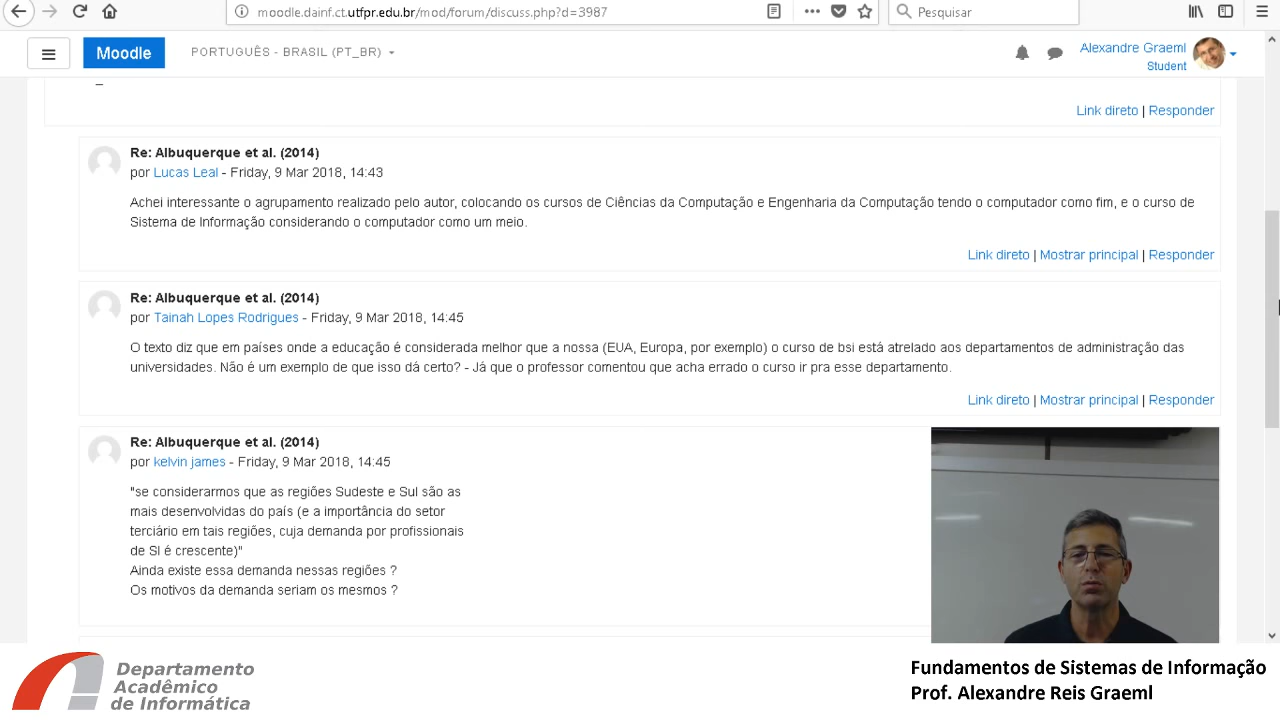 moodle.dainf.ct.utfpr.edu.br/mod/forum/discuss.php?d=3987
Pesquisar
Moodle
PORTUGUÊS - BRASIL (PT_BR)
Alexandre Graeml
Student
Link direto | Responder
Re: Albuquerque et al. (2014)
por Lucas Leal - Friday, 9 Mar 2018, 14:43
Achei interessante o agrupamento realizado pelo autor, colocando os cursos de Ciências da Computação e Engenharia da Computação tendo o computador como fim, e o curso de
Sistema de Informação considerando o computador como um meio.
Link direto | Mostrar principal | Responder
Re: Albuquerque et al. (2014)
por Tainah Lopes Rodrigues - Friday, 9 Mar 2018, 14:45
O texto diz que em países onde a educação é considerada melhor que a nossa (EUA, Europa, por exemplo) o curso de bsi está atrelado aos departamentos de administração das
universidades. Não é um exemplo de que isso dá certo? - Já que o professor comentou que acha errado o curso ir pra esse departamento.
Link direto | Mostrar principal | Responder
Re: Albuquerque et al. (2014)
por kelvin james - Friday, 9 Mar 2018, 14:45
"se considerarmos que as regiões Sudeste e Sul são as
mais desenvolvidas do país (e a importância do setor
terciário em tais regiões, cuja demanda por profissionais
de SI é crescente)"
Ainda existe essa demanda nessas regiões ?
Os motivos da demanda seriam os mesmos ?
Departamento
Acadêmico
de Informática
Fundamentos de Sistemas de Informação
Prof. Alexandre Reis Graeml